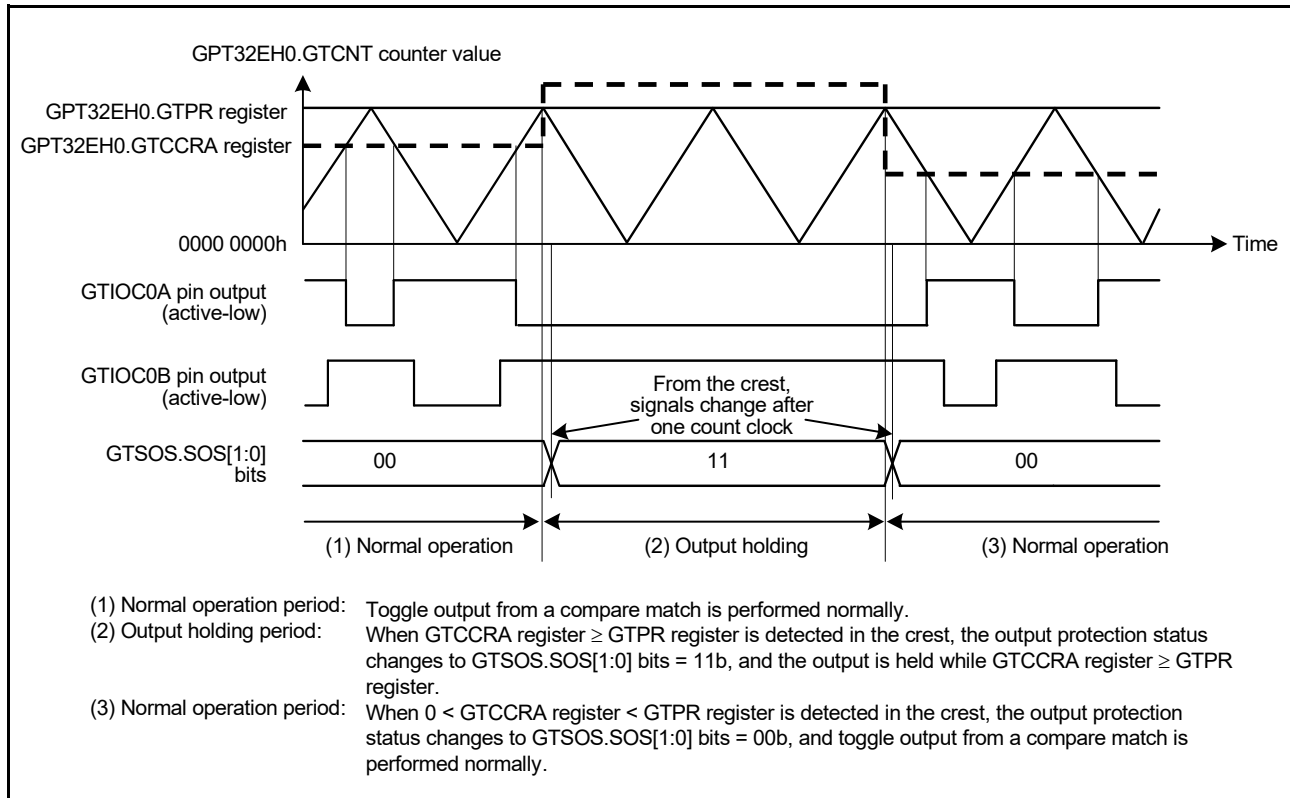 GPT32EH0.GTCNT counter value
GPT32EH0.GTPR register
GPT32EH0.GTCCRA register
0000 0000h
Time
GTIOC0A pin output
(active-low)
GTIOC0B pin output
(active-low)
From the crest,
signals change after
one count clock
GTSOS.SOS[1:0]
bits
00
11
00
(1) Normal operation
(2) Output holding
(3) Normal operation
(1) Normal operation period: Toggle output from a compare match is performed normally.
(2) Output holding period: When GTCCRA register ≥ GTPR register is detected in the crest, the output protection status
changes to GTSOS.SOS[1:0] bits = 11b, and the output is held while GTCCRA register ≥ GTPR
register.
(3) Normal operation period: When 0 < GTCCRA register < GTPR register is detected in the crest, the output protection
status changes to GTSOS.SOS[1:0] bits = 00b, and toggle output from a compare match is
performed normally.